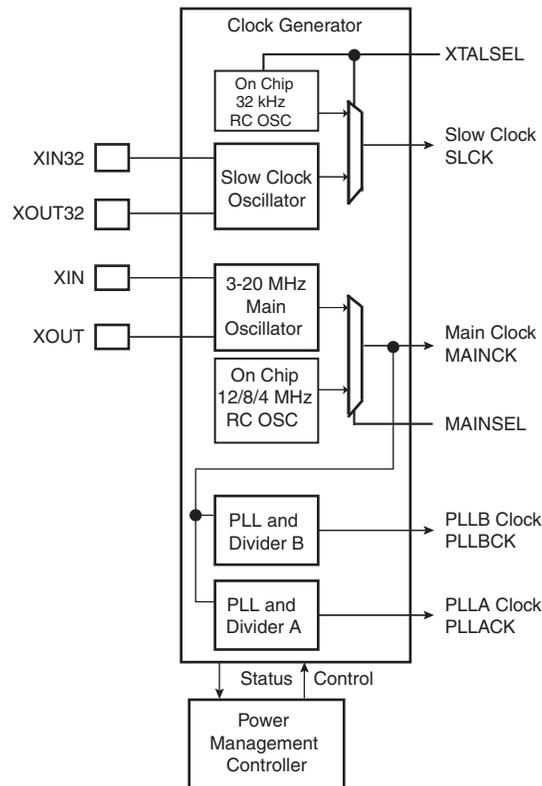 Clock Generator
XTALSEL
On Chip
32 kHz
RC OSC
Slow Clock
SLCK
XIN32
Slow Clock
Oscillator
XOUT32
XIN
3-20 MHz
Main
Oscillator
XOUT
Main Clock
MAINCK
On Chip
12/8/4 MHz
RC OSC
MAINSEL
PLL and
Divider B
PLLB Clock
PLLBCK
PLL and
Divider A
PLLA Clock
PLLACK
Status
Control
Power
Management
Controller